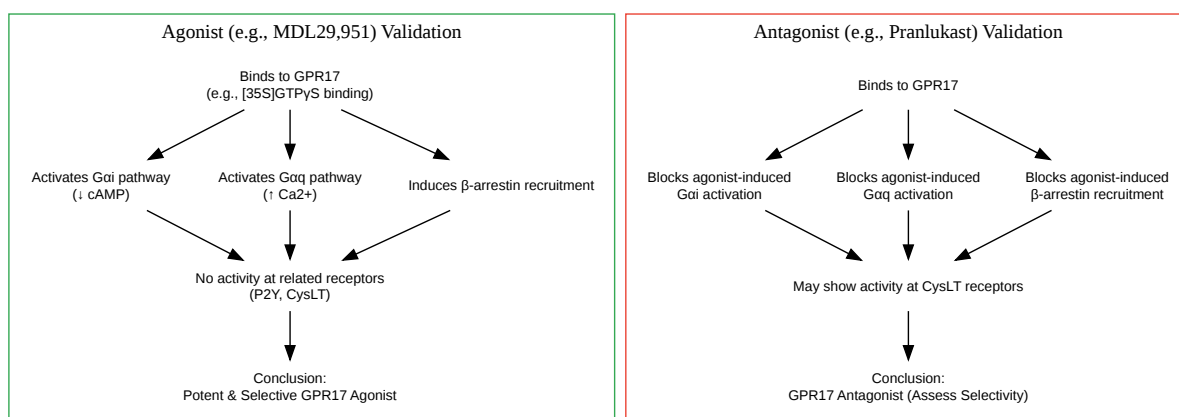 Agonist (e.g., MDL29,951) Validation
Binds to GPR17
(e.g., [35S]GTPγS binding)
Activates Gαi pathway
(↓ cAMP)
Activates Gαq pathway
(↑ Ca2+)
Induces β-arrestin recruitment
No activity at related receptors
(P2Y, CysLT)
Conclusion:
Potent & Selective GPR17 Agonist
Antagonist (e.g., Pranlukast) Validation
Binds to GPR17
Blocks agonist-induced
Gαi activation
Blocks agonist-induced
Gαq activation
Blocks agonist-induced
β-arrestin recruitment
May show activity at CysLT receptors
Conclusion:
GPR17 Antagonist (Assess Selectivity)